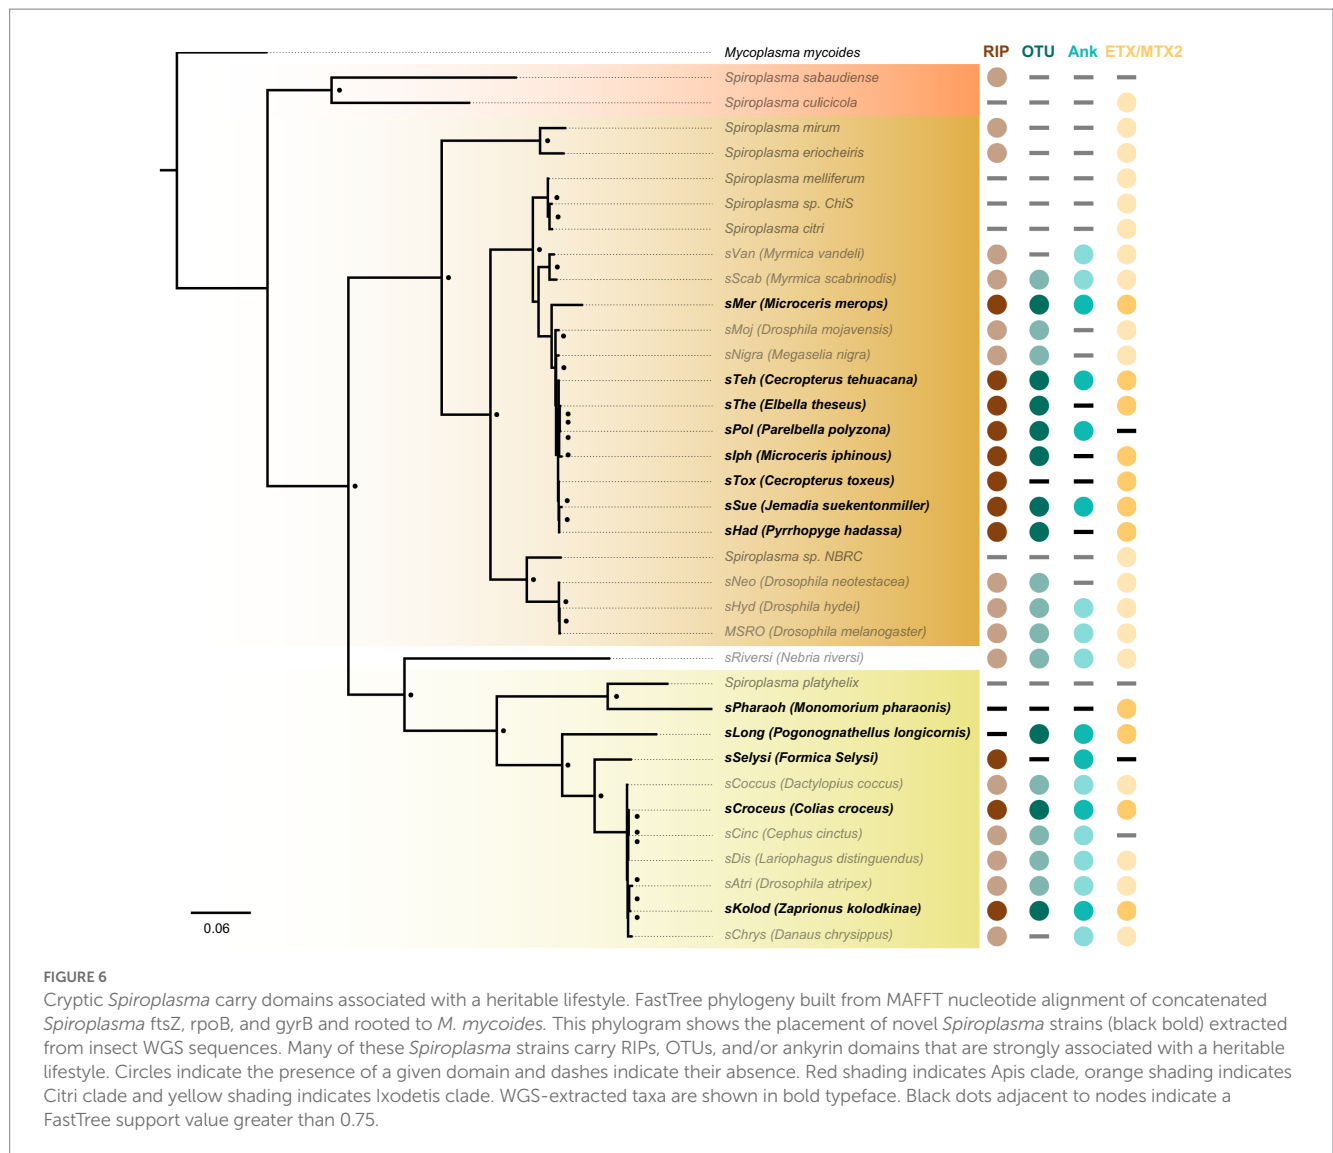 RIP OTU Ank ETX/MTX2
Mycoplasma mycoides
Spiroplasma sabaudiense
Spiroplasma culicicola
Spiroplasma mirum
Spiroplasma eriocheiris
Spiroplasma melliferum
Spiroplasma sp. ChiS
Spiroplasma citri
sVan (Myrmica vandeli)
sScab (Myrmica scabrinodis)
sMer (Microceris merops)
sMoj (Drosphila mojavensis)
sNigra (Megaselia nigra)
sTeh (Cecropterus tehuacana)
sThe (Elbella theseus)
sPol (Parelbella polyzona)
sIph (Microceris iphinous)
sTox (Cecropterus toxeus)
sSue (Jemadia suekentonmiller)
sHad (Pyrrhopyge hadassa)
Spiroplasma sp. NBRC
sNeo (Drosophila neotestacea)
sHyd (Drosphila hydei)
MSRO (Drosophila melanogaster)
sRiversi (Nebria riversi)
Spiroplasma platyhelix
sPharaoh (Monomorium pharaonis)
sLong (Pogonognathellus longicornis)
sSelysi (Formica Selysi)
sCoccus (Dactylopius coccus)
sCroceus (Colias croceus)
sCinc (Cephus cinctus)
sDis (Lariophagus distinguendus)
sAtri (Drosophila atripex)
sKolod (Zaprionus kolodkinae)
sChrys (Danaus chrysippus)
0.06
FIGURE 6
Cryptic Spiroplasma carry domains associated with a heritable lifestyle. FastTree phylogeny built from MAFFT nucleotide alignment of concatenated
Spiroplasma ftsZ, rpoB, and gyrB and rooted to M. mycoides. This phylogram shows the placement of novel Spiroplasma strains (black bold) extracted
from insect WGS sequences. Many of these Spiroplasma strains carry RIPs, OTUs, and/or ankyrin domains that are strongly associated with a heritable
lifestyle. Circles indicate the presence of a given domain and dashes indicate their absence. Red shading indicates Apis clade, orange shading indicates
Citri clade and yellow shading indicates Ixodetis clade. WGS-extracted taxa are shown in bold typeface. Black dots adjacent to nodes indicate a
FastTree support value greater than 0.75.